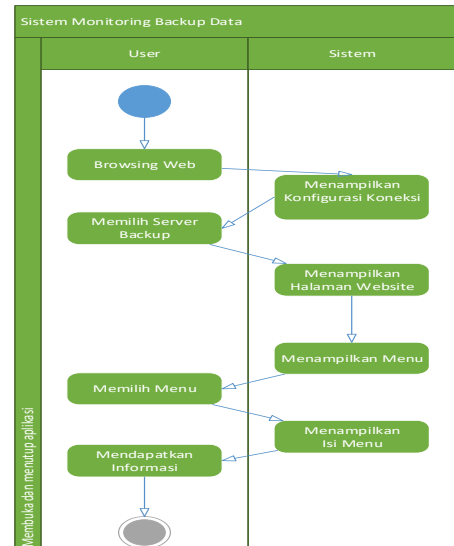 Sistem Monitoring Backup Data
User
Sistem
Browsing Web
Menampilkan
Konfigurasi Koneksi
Memilih Server
Backup
Menampilkan
Halaman Website
Menampilkan Menu
Memilih Menu
Menampilkan
Isi Menu
Mendapatkan
Informasi
Membuka dan menutup aplikasi